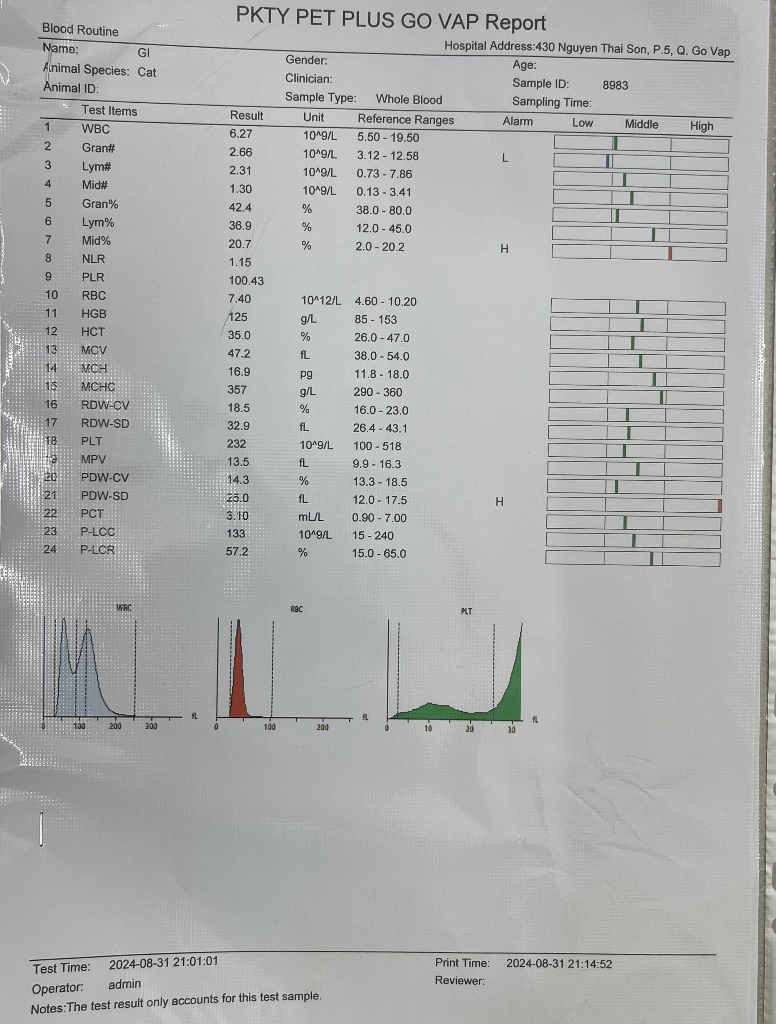 PKTY PET PLUS GO VAP Report
Blood Routine
Hospital Address:430 Nguyen Thai Son, P.5, Q. Go Vap
Name: GI Gender: Age:
Animal Species: Cat Clinician: Sample ID: 8983
Animal ID: Sample Type: Whole Blood Sampling Time:
Test Items Result Unit Reference Ranges Alarm Low Middle High
1 WBC 6.27 10^9/L 5.50 - 19.50
2 Gran# 2.66 10^9/L 3.12 - 12.58 L
3 Lym# 2.31 10^9/L 0.73 - 7.86
4 Mid# 1.30 10^9/L 0.13 - 3.41
5 Gran% 42.4 % 38.0 - 80.0
6 Lym% 36.9 % 12.0 - 45.0
7 Mid% 20.7 % 2.0 - 20.2 H
8 NLR 1.15
9 PLR 100.43
10 RBC 7.40 10^12/L 4.60 - 10.20
11 HGB 125 g/L 85 - 153
12 HCT 35.0 % 26.0 - 47.0
13 MCV 47.2 fL 38.0 - 54.0
14 MCH 16.9 pg 11.8 - 18.0
15 MCHC 357 g/L 290 - 360
16 RDW-CV 18.5 % 16.0 - 23.0
17 RDW-SD 32.9 fL 26.4 - 43.1
18 PLT 232 10^9/L 100 - 518
19 MPV 13.5 fL 9.9 - 16.3
20 PDW-CV 14.3 % 13.3 - 18.5
21 PDW-SD 25.0 fL 12.0 - 17.5 H
22 PCT 3.10 mL/L 0.90 - 7.00
23 P-LCC 133 10^9/L 15 - 240
24 P-LCR 57.2 % 15.0 - 65.0
WBC RBC PLT
0 100 200 300 fL 0 100 200 fL 0 10 20 30 fL
Test Time: 2024-08-31 21:01:01 Print Time: 2024-08-31 21:14:52
Operator: admin Reviewer:
Notes:The test result only accounts for this test sample.